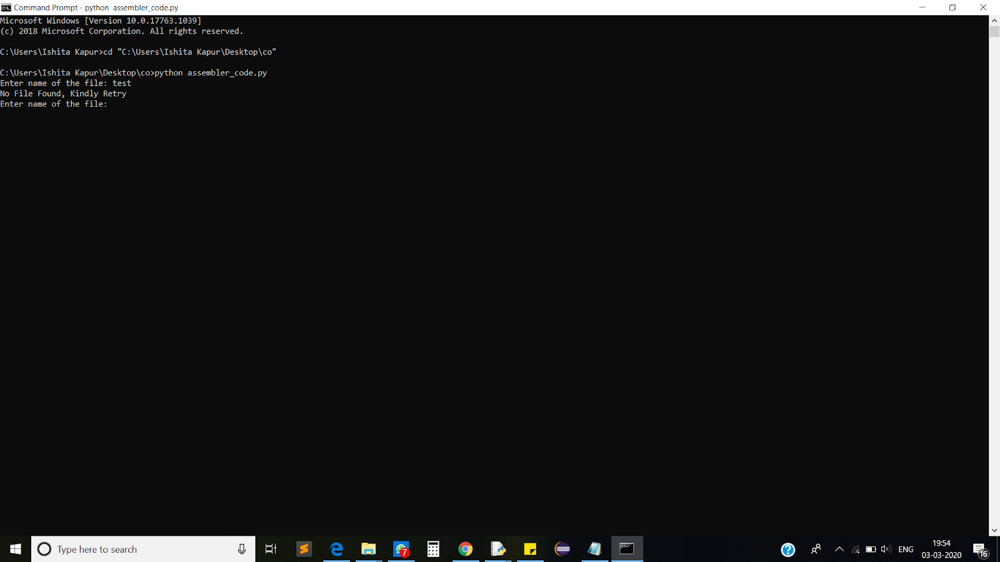 Command Prompt - python  assembler_code.py
Microsoft Windows [Version 10.0.17763.1039]
(c) 2018 Microsoft Corporation. All rights reserved.
C:\Users\Ishita Kapur>cd "C:\Users\Ishita Kapur\Desktop\co"
C:\Users\Ishita Kapur\Desktop\co>python assembler_code.py
Enter name of the file: test
No File Found, Kindly Retry
Enter name of the file:
Type here to search
7
ENG
19:54
03-03-2020
16